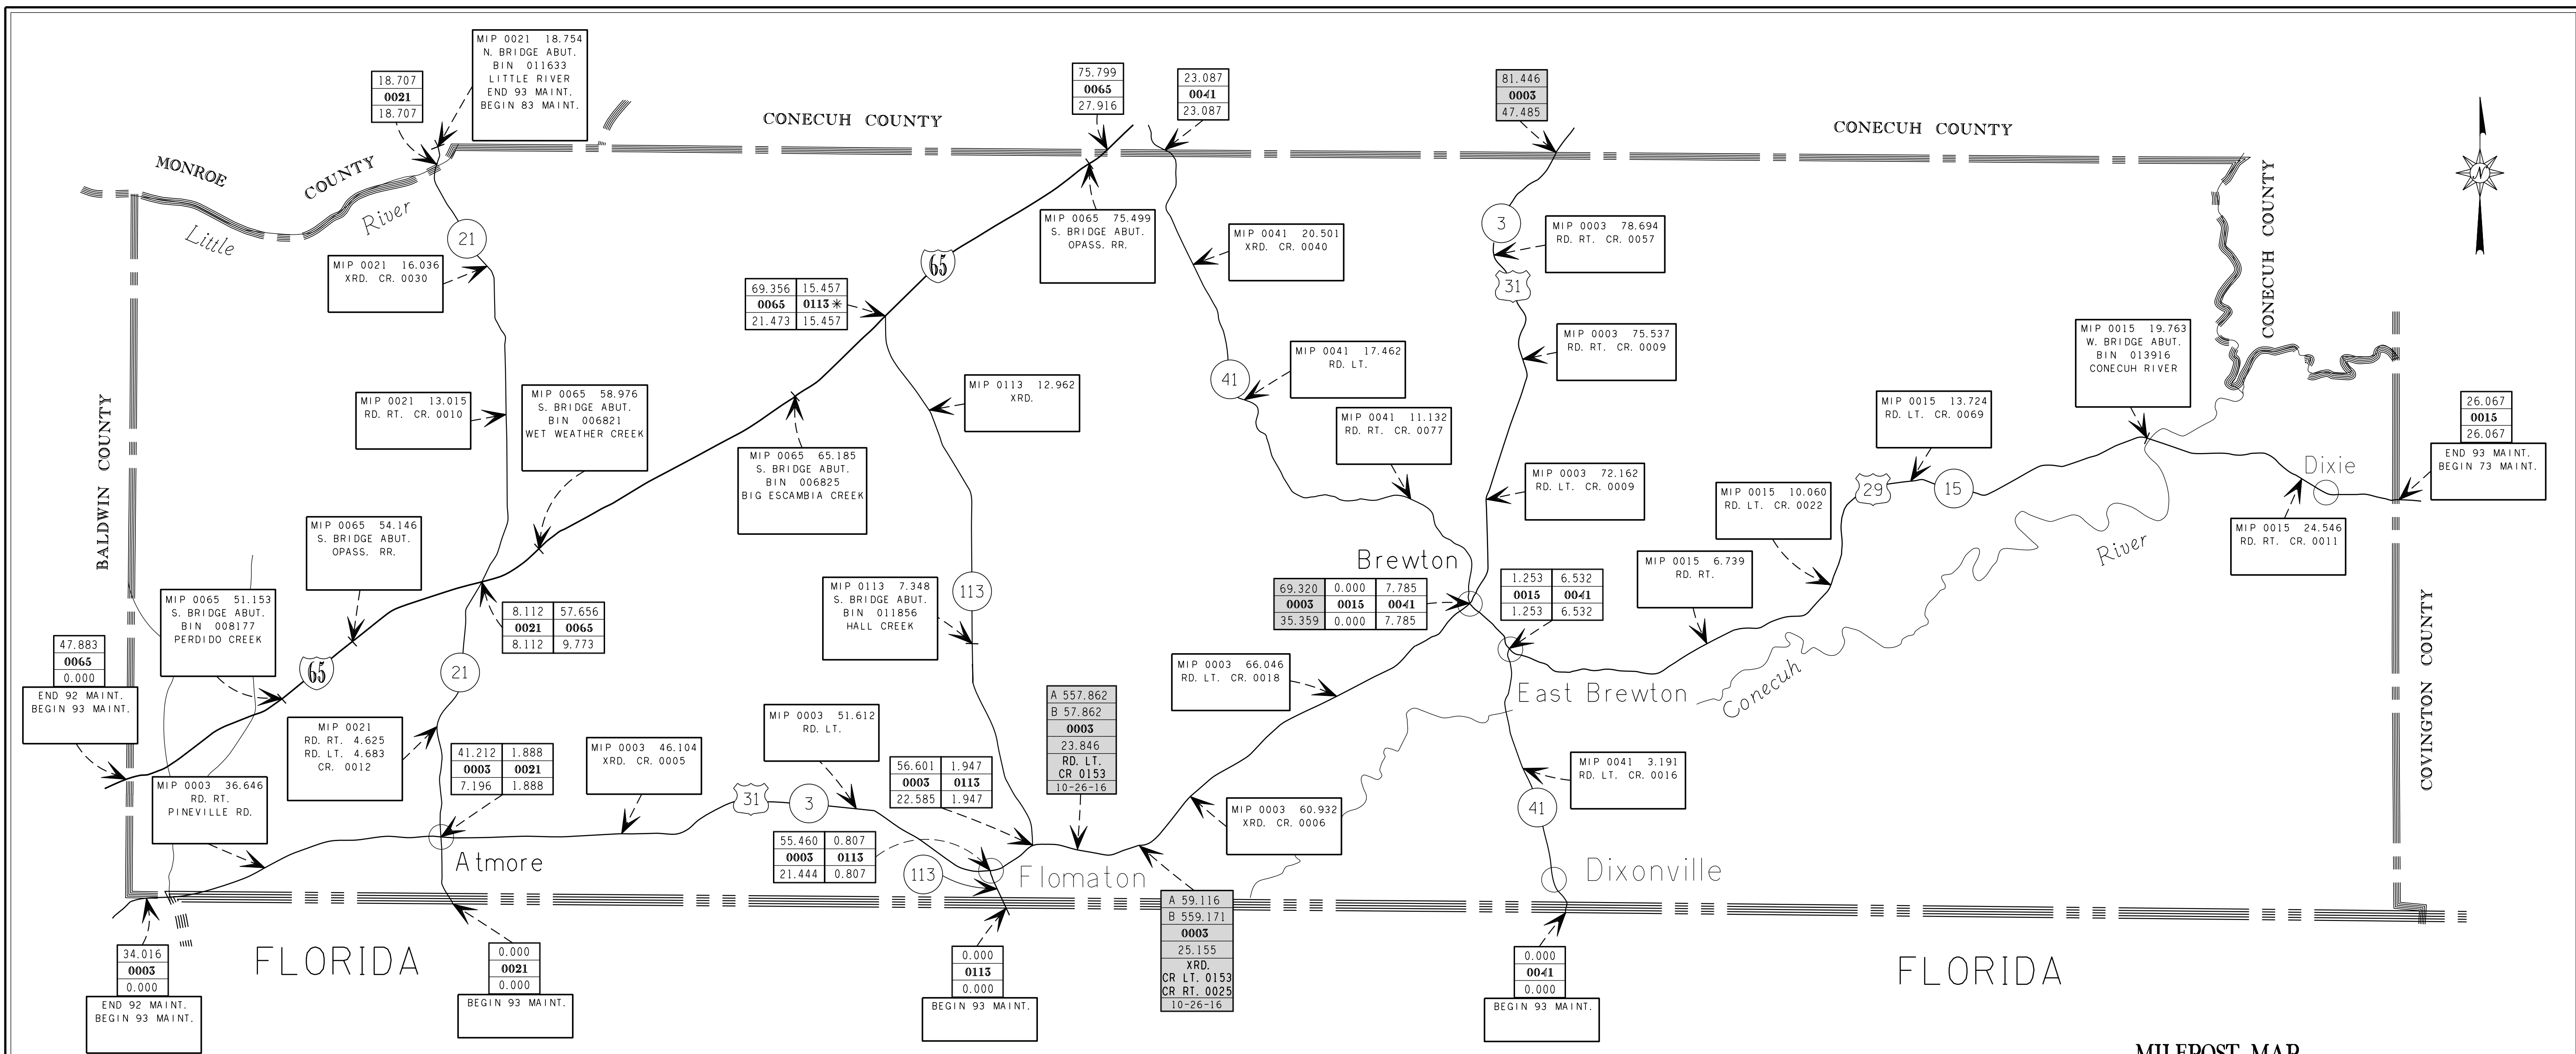 MIP 0021 18.754
N. BRIDGE ABUT.
BIN 011633
LITTLE RIVER
END 93 MAINT.
BEGIN 83 MAINT.
18.707
0021
18.707
75.799
0065
27.916
23.087
0041
23.087
81.446
0003
47.485
CONECUH COUNTY
CONECUH COUNTY
MONROE COUNTY
Little River
CONECUH COUNTY
N
21
MIP 0021 16.036
XRD. CR. 0030
MIP 0065 75.499
S. BRIDGE ABUT.
OPASS. RR.
MIP 0041 20.501
XRD. CR. 0040
3
MIP 0003 78.694
RD. RT. CR. 0057
65
31
69.356 15.457
0065 0113 *
21.473 15.457
MIP 0003 75.537
RD. RT. CR. 0009
MIP 0015 19.763
W. BRIDGE ABUT.
BIN 013916
CONECUH RIVER
MIP 0041 17.462
RD. LT.
41
MIP 0113 12.962
XRD.
BALDWIN COUNTY
MIP 0021 13.015
RD. RT. CR. 0010
MIP 0065 58.976
S. BRIDGE ABUT.
BIN 006821
WET WEATHER CREEK
MIP 0065 65.185
S. BRIDGE ABUT.
BIN 006825
BIG ESCAMBIA CREEK
MIP 0041 11.132
RD. RT. CR. 0077
MIP 0015 13.724
RD. LT. CR. 0069
26.067
0015
26.067
END 93 MAINT.
BEGIN 73 MAINT.
Dixie
MIP 0003 72.162
RD. LT. CR. 0009
MIP 0015 10.060
RD. LT. CR. 0022
29
15
MIP 0015 24.546
RD. RT. CR. 0011
MIP 0065 54.146
S. BRIDGE ABUT.
OPASS. RR.
Brewton
River
MIP 0015 6.739
RD. RT.
MIP 0065 51.153
S. BRIDGE ABUT.
BIN 008177
PERDIDO CREEK
8.112 57.656
0021 0065
8.112 9.773
MIP 0113 7.348
S. BRIDGE ABUT.
BIN 011856
HALL CREEK
113
69.320 0.000 7.785
0003 0015 0041
35.359 0.000 7.785
1.253 6.532
0015 0041
1.253 6.532
COVINGTON COUNTY
47.883
0065
0.000
END 92 MAINT.
BEGIN 93 MAINT.
65
21
MIP 0003 66.046
RD. LT. CR. 0018
East Brewton
Conecuh
MIP 0021
RD. RT. 4.625
RD. LT. 4.683
CR. 0012
A 557.862
B 57.862
0003
23.846
RD. LT.
CR 0153
10-26-16
MIP 0003 51.612
RD. LT.
41.212 1.888
0003 0021
7.196 1.888
MIP 0003 46.104
XRD. CR. 0005
56.601 1.947
0003 0113
22.585 1.947
MIP 0041 3.191
RD. LT. CR. 0016
MIP 0003 36.646
RD. RT.
PINEVILLE RD.
31
3
MIP 0003 60.932
XRD. CR. 0006
41
Atmore
55.460 0.807
0003 0113
21.444 0.807
113
Flomaton
Dixonville
A 59.116
B 559.171
0003
25.155
XRD.
CR LT. 0153
CR RT. 0025
10-26-16
34.016
0003
0.000
END 92 MAINT.
BEGIN 93 MAINT.
FLORIDA
0.000
0021
0.000
BEGIN 93 MAINT.
0.000
0113
0.000
BEGIN 93 MAINT.
0.000
0041
0.000
BEGIN 93 MAINT.
FLORIDA
MILEPOST MAP